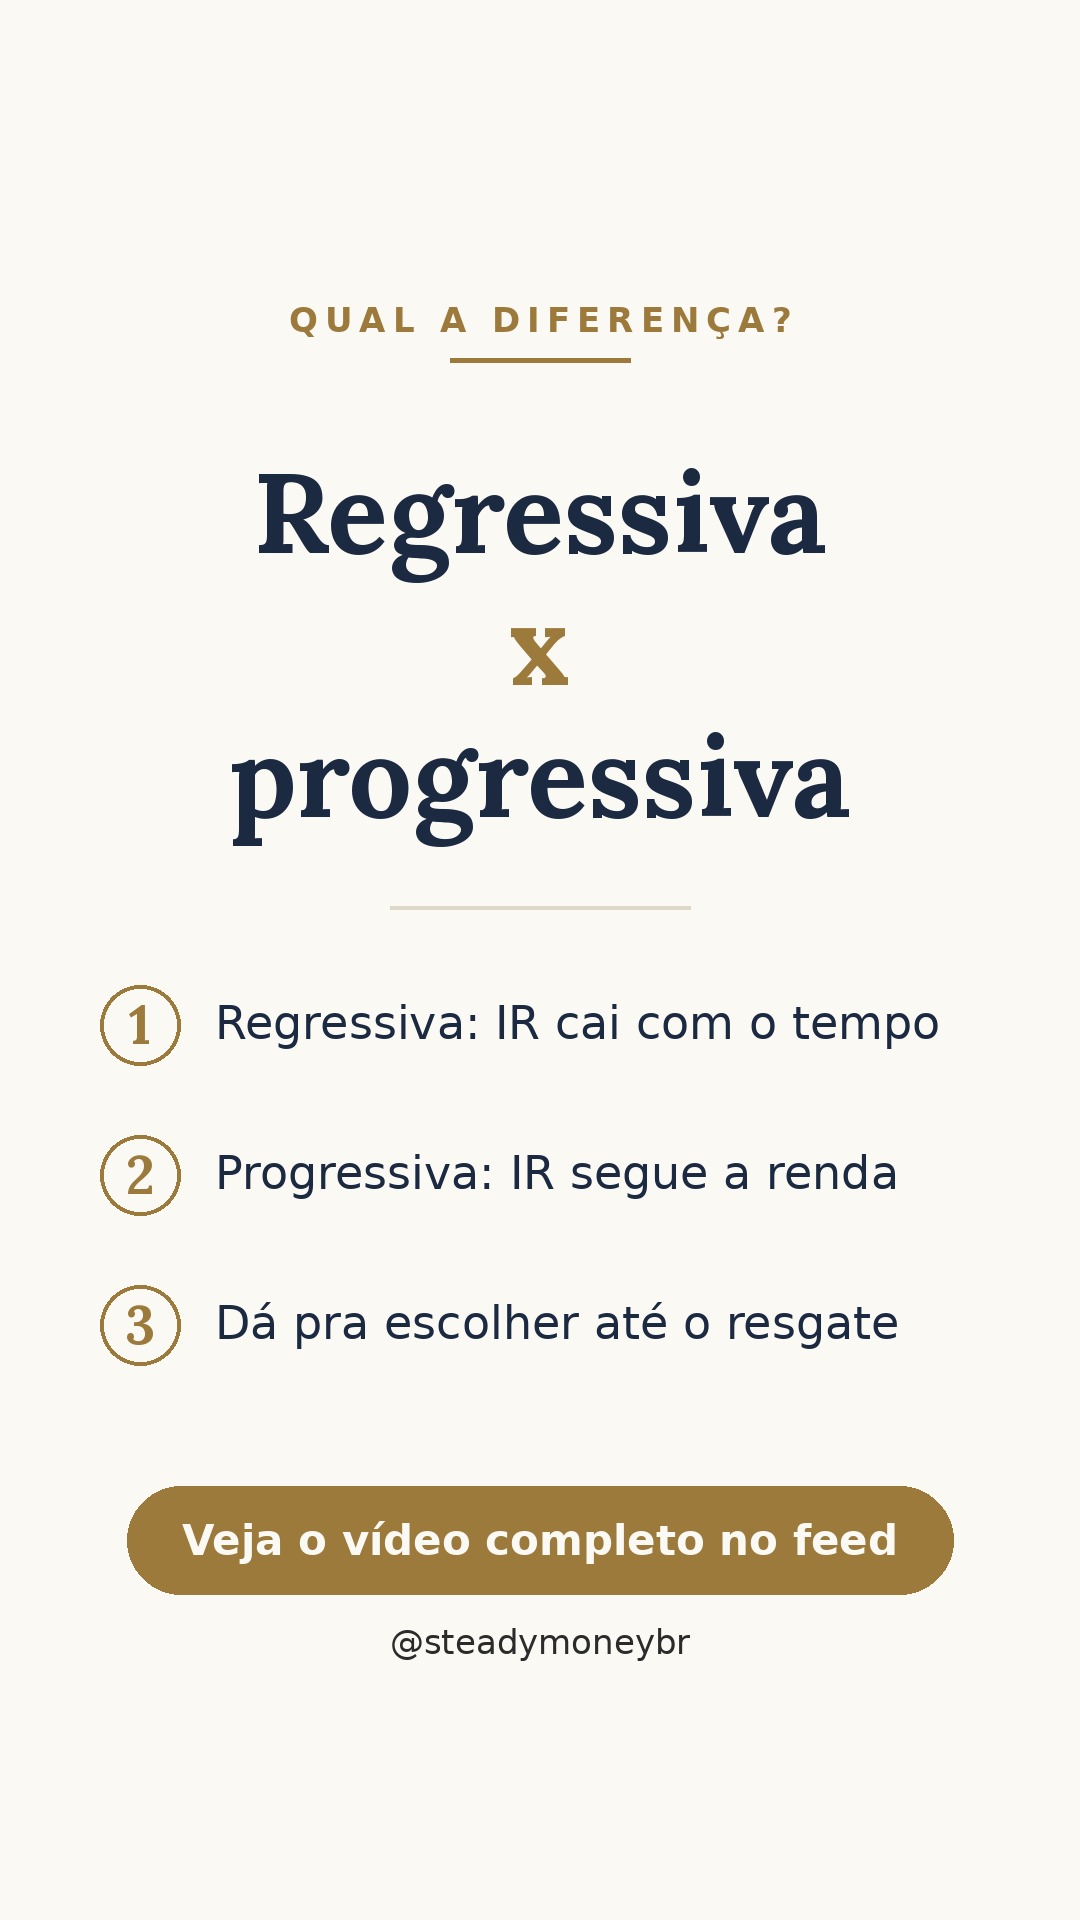 QUAL A DIFERENÇA?
Regressiva
x
progressiva
1 Regressiva: IR cai com o tempo
2 Progressiva: IR segue a renda
3 Dá pra escolher até o resgate
Veja o vídeo completo no feed
@steadymoneybr